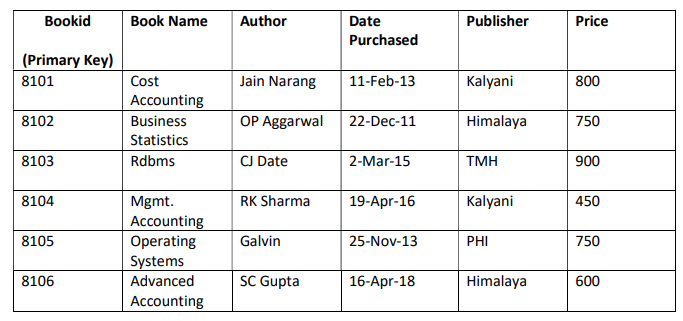 Bookid Book Name Author Date Publisher Price
Purchased
(Primary Key)
8101 Cost Jain Narang 11-Feb-13 Kalyani 800
Accounting
8102 Business OP Aggarwal 22-Dec-11 Himalaya 750
Statistics
8103 Rdbms CJ Date 2-Mar-15 TMH 900
8104 Mgmt. RK Sharma 19-Apr-16 Kalyani 450
Accounting
8105 Operating Galvin 25-Nov-13 PHI 750
Systems
8106 Advanced SC Gupta 16-Apr-18 Himalaya 600
Accounting